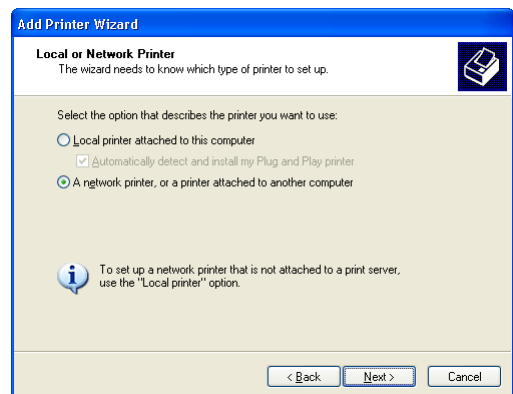 Add Printer Wizard
Local or Network Printer
The wizard needs to know which type of printer to set up.
Select the option that describes the printer you want to use:
Local printer attached to this computer
Automatically detect and install my Plug and Play printer
A network printer, or a printer attached to another computer
To set up a network printer that is not attached to a print server,
use the "Local printer" option.
< Back
Next >
Cancel